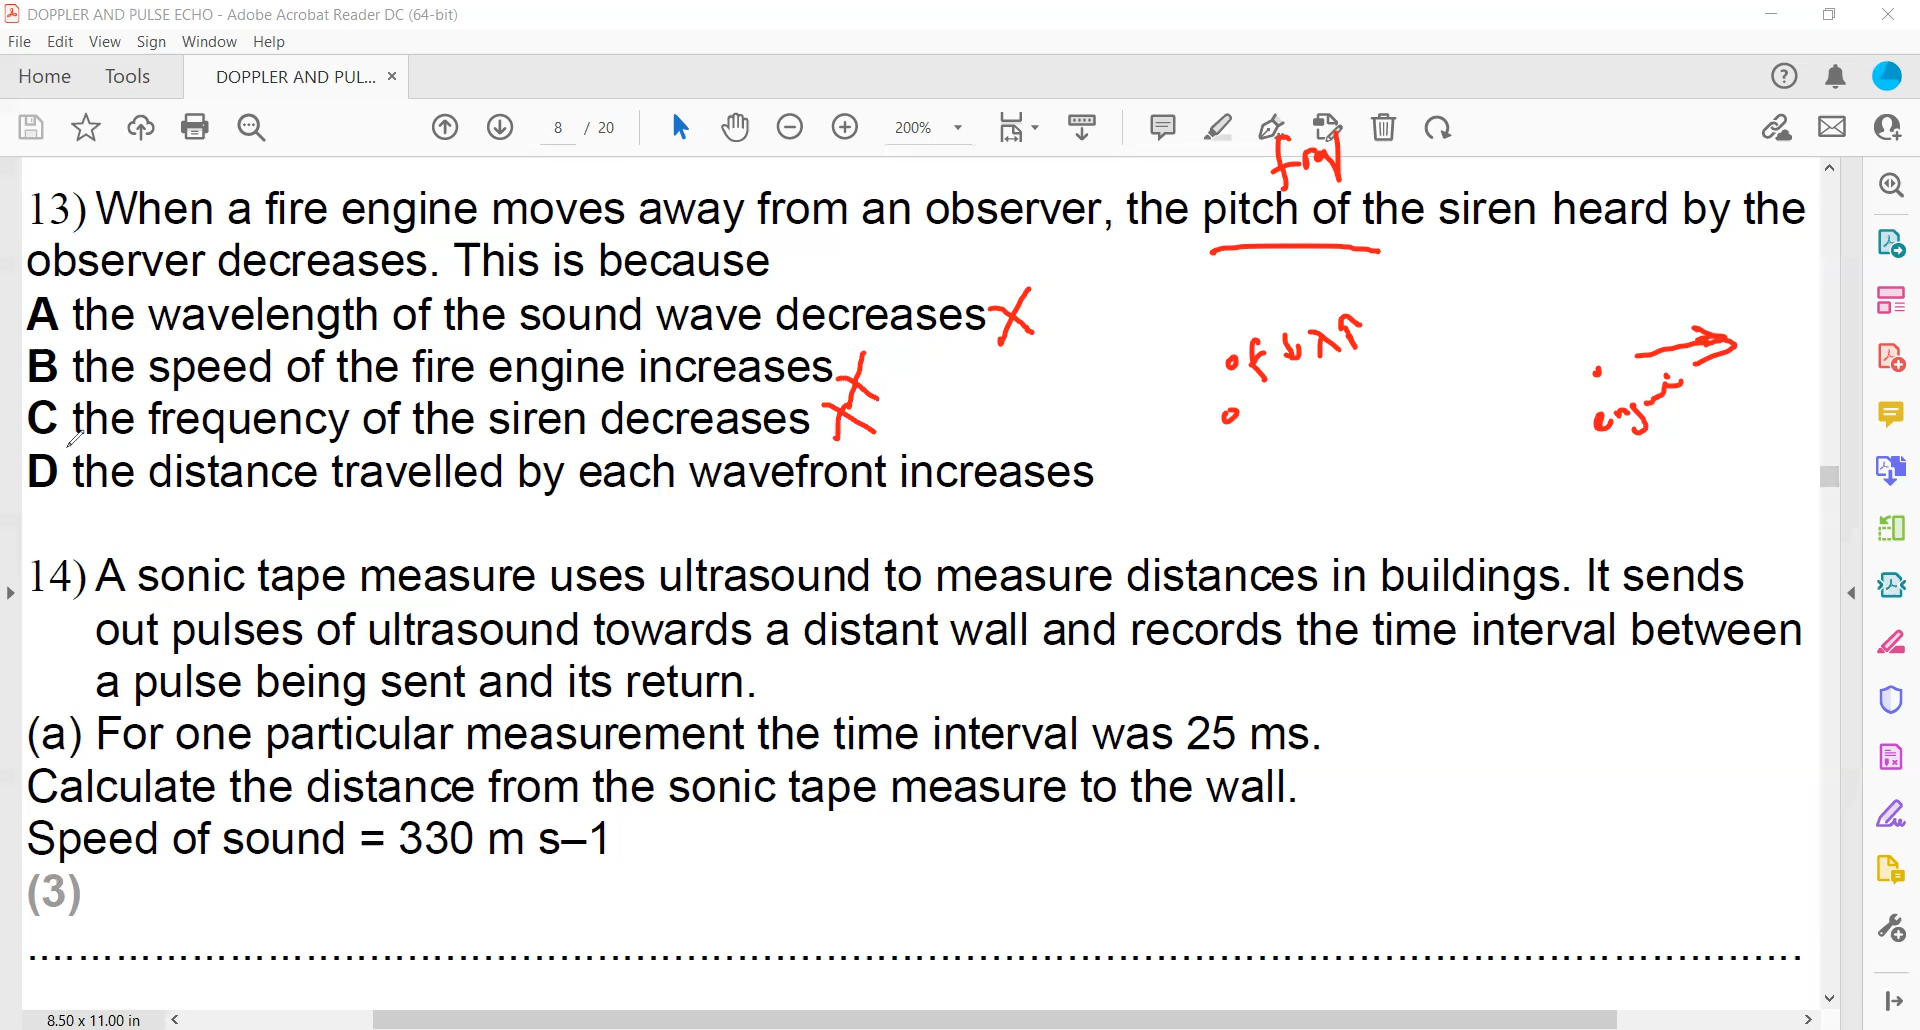 DOPPLER AND PULSE ECHO - Adobe Acrobat Reader DC (64-bit)
File Edit View Sign Window Help
Home Tools DOPPLER AND PUL... ×
8 / 20 200%
freq
13) When a fire engine moves away from an observer, the pitch of the siren heard by the
observer decreases. This is because
A the wavelength of the sound wave decreases X
B the speed of the fire engine increases X
C the frequency of the siren decreases X
D the distance travelled by each wavefront increases
f ↓ λ ↑
engi
14) A sonic tape measure uses ultrasound to measure distances in buildings. It sends
out pulses of ultrasound towards a distant wall and records the time interval between
a pulse being sent and its return.
(a) For one particular measurement the time interval was 25 ms.
Calculate the distance from the sonic tape measure to the wall.
Speed of sound = 330 m s–1
(3)
8.50 x 11.00 in